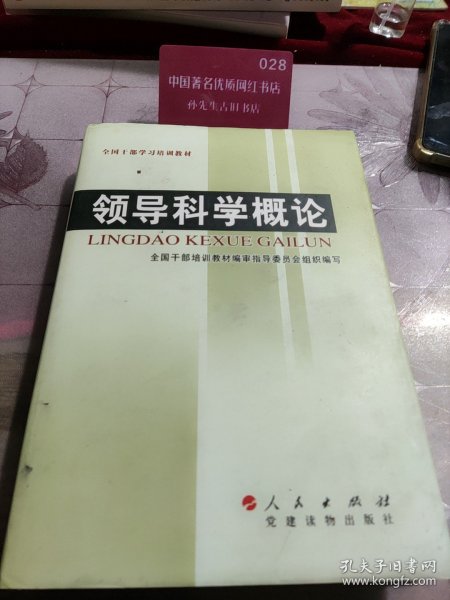 028
中国著名优质网红书店
孙先生古旧书店
全国干部学习培训教材
领导科学概论
LINGDAO KEXUE GAILUN
全国干部培训教材编审指导委员会组织编写
人民出版社
党建读物出版社
孔夫子旧书网
www.kongfz.com